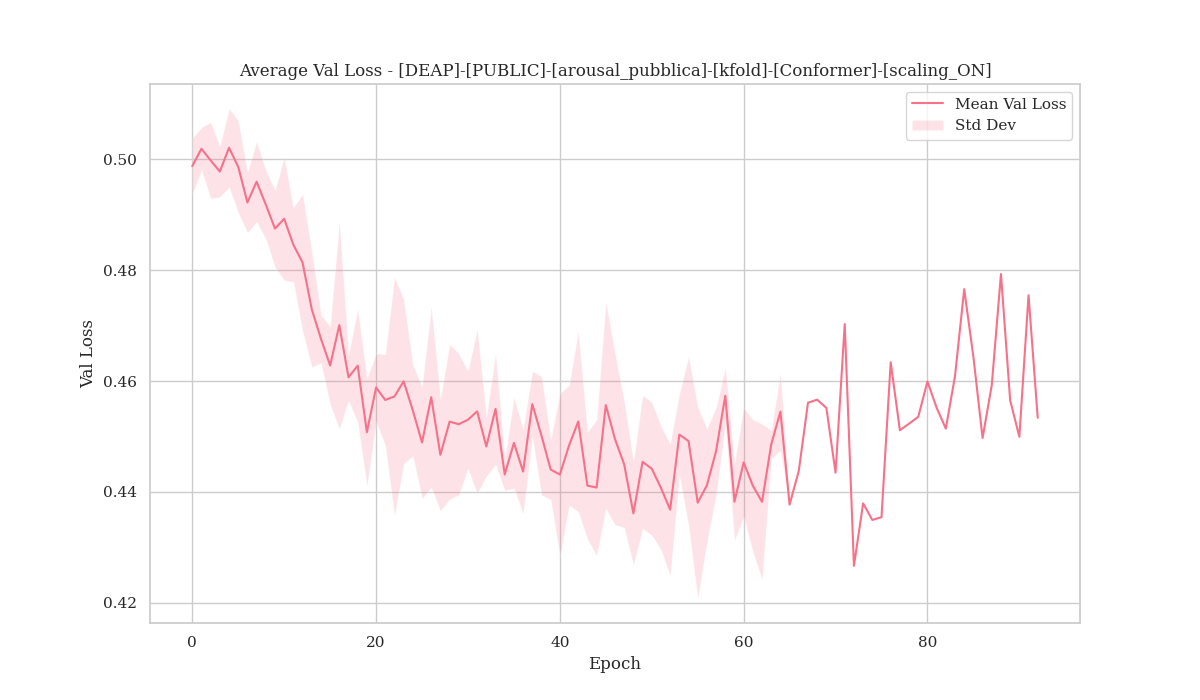 Average Val Loss - [DEAP]-[PUBLIC]-[arousal_pubblica]-[kfold]-[Conformer]-[scaling_ON]
Mean Val Loss
Std Dev
0.50
0.48
0.46
0.44
0.42
Val Loss
0 20 40 60 80
Epoch